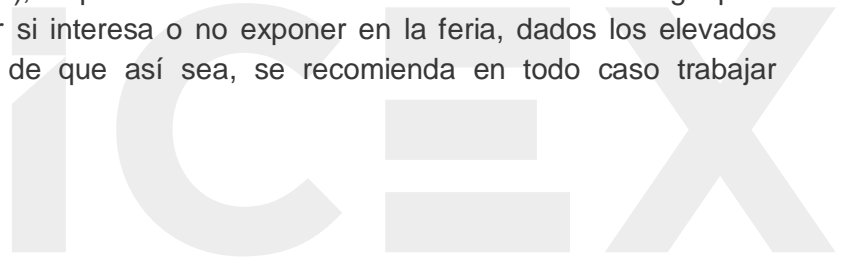 r si interesa o no exponer en la feria, dados los elevados
de que así sea, se recomienda en todo caso trabajar
iCEX